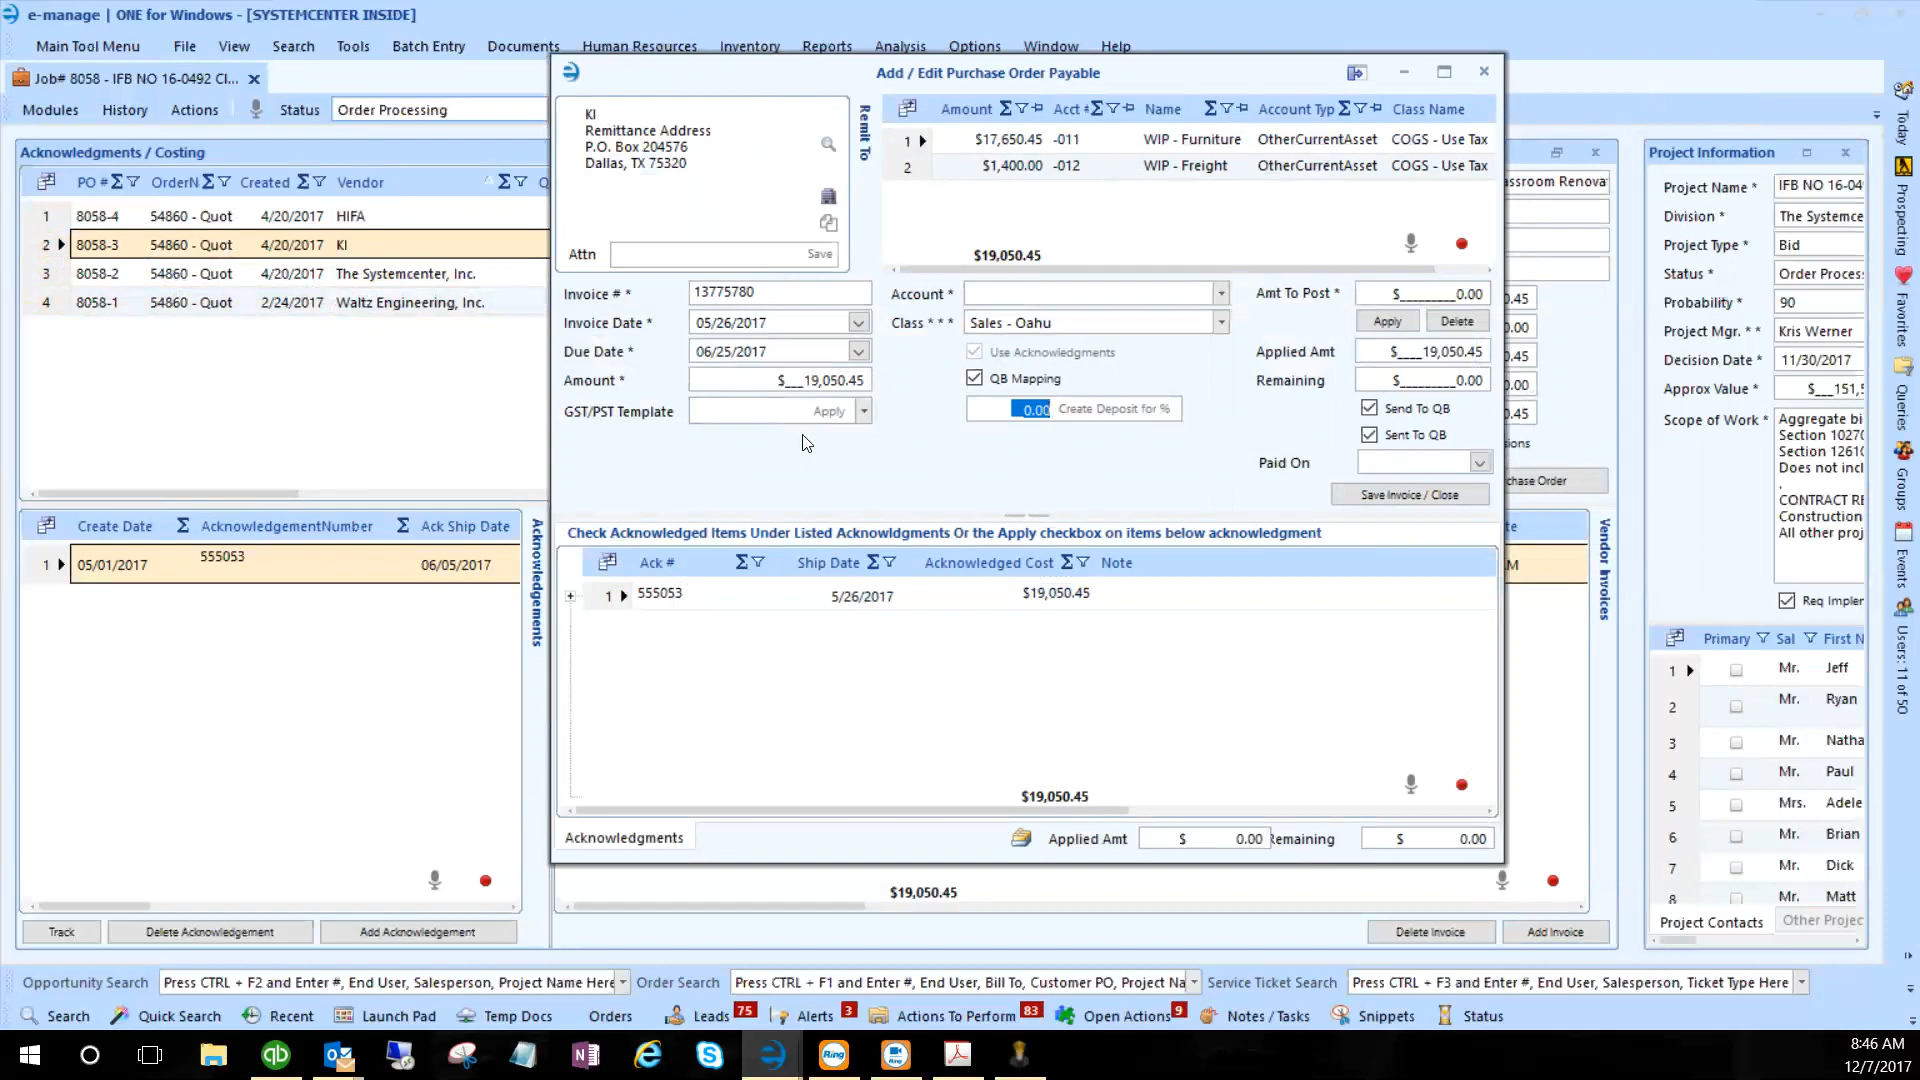 e-manage | ONE for Windows - [SYSTEMCENTER INSIDE]
Main Tool Menu File View Search Tools Batch Entry Documents Human Resources Inventory Reports Analysis Options Window Help
Job# 8058 - IFB NO 16-0492 Cl...
Modules History Actions Status Order Processing
Acknowledgments / Costing
PO # OrderN Created Vendor
1 8058-4 54860 - Quot 4/20/2017 HIFA
2 8058-3 54860 - Quot 4/20/2017 KI
3 8058-2 54860 - Quot 4/20/2017 The Systemcenter, Inc.
4 8058-1 54860 - Quot 2/24/2017 Waltz Engineering, Inc.
Create Date AcknowledgementNumber Ack Ship Date
1 05/01/2017 555053 06/05/2017
Acknowledgements
Track Delete Acknowledgement Add Acknowledgement
Add / Edit Purchase Order Payable
KI
Remittance Address
P.O. Box 204576
Dallas, TX 75320
Attn Save
Remit To
Amount Acct # Name Account Typ Class Name
1 $17,650.45 -011 WIP - Furniture OtherCurrentAsset COGS - Use Tax
2 $1,400.00 -012 WIP - Freight OtherCurrentAsset COGS - Use Tax
$19,050.45
Invoice # * 13775780
Invoice Date * 05/26/2017
Due Date * 06/25/2017
Amount * $___19,050.45
GST/PST Template Apply
Account *
Class * * * Sales - Oahu
Use Acknowledgments
QB Mapping
0.00 Create Deposit for %
Amt To Post * $_________0.00
Apply Delete
Applied Amt $____19,050.45
Remaining $_________0.00
Send To QB
Sent To QB
Paid On
Save Invoice / Close
Check Acknowledged Items Under Listed Acknowldgments Or the Apply checkbox on items below acknowledgment
Ack # Ship Date Acknowledged Cost Note
1 555053 5/26/2017 $19,050.45
$19,050.45
Acknowledgments Applied Amt $ 0.00 Remaining $ 0.00
$19,050.45
Delete Invoice Add Invoice
Vendor Invoices
Project Information
Project Name * IFB NO 16-04
Division * The Systemce
Project Type * Bid
Status * Order Process
Probability * 90
Project Mgr. * * Kris Werner
Decision Date * 11/30/2017
Approx Value * $___151,5
Scope of Work * Aggregate bi
Section 10270
Section 12610
Does not incl
.
CONTRACT RE
Construction
All other proj
Req Impler
Primary Sal First N
1 Mr. Jeff
2 Mr. Ryan
3 Mr. Natha
4 Mr. Paul
5 Mrs. Adele
6 Mr. Brian
7 Mr. Dick
8 Mr. Matt
Project Contacts Other Projec
Today
Prospecting
Favorites
Queries
Groups
Events
Users: 11 of 50
Opportunity Search Press CTRL + F2 and Enter #, End User, Salesperson, Project Name Here Order Search Press CTRL + F1 and Enter #, End User, Bill To, Customer PO, Project Na Service Ticket Search Press CTRL + F3 and Enter #, End User, Salesperson, Ticket Type Here
Search Quick Search Recent Launch Pad Temp Docs Orders Leads 75 Alerts 3 Actions To Perform 83 Open Actions 9 Notes / Tasks Snippets Status
8:46 AM
12/7/2017